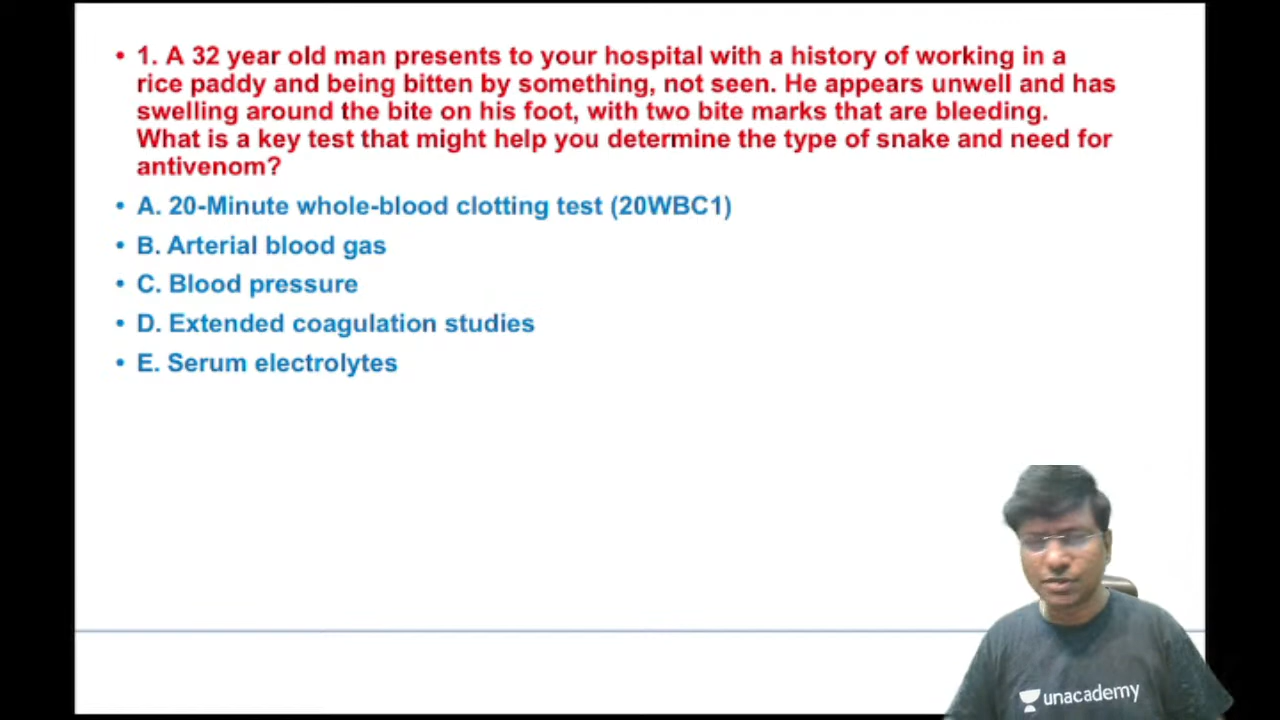 • 1. A 32 year old man presents to your hospital with a history of working in a
rice paddy and being bitten by something, not seen. He appears unwell and has
swelling around the bite on his foot, with two bite marks that are bleeding.
What is a key test that might help you determine the type of snake and need for
antivenom?
• A. 20-Minute whole-blood clotting test (20WBC1)
• B. Arterial blood gas
• C. Blood pressure
• D. Extended coagulation studies
• E. Serum electrolytes
unacademy